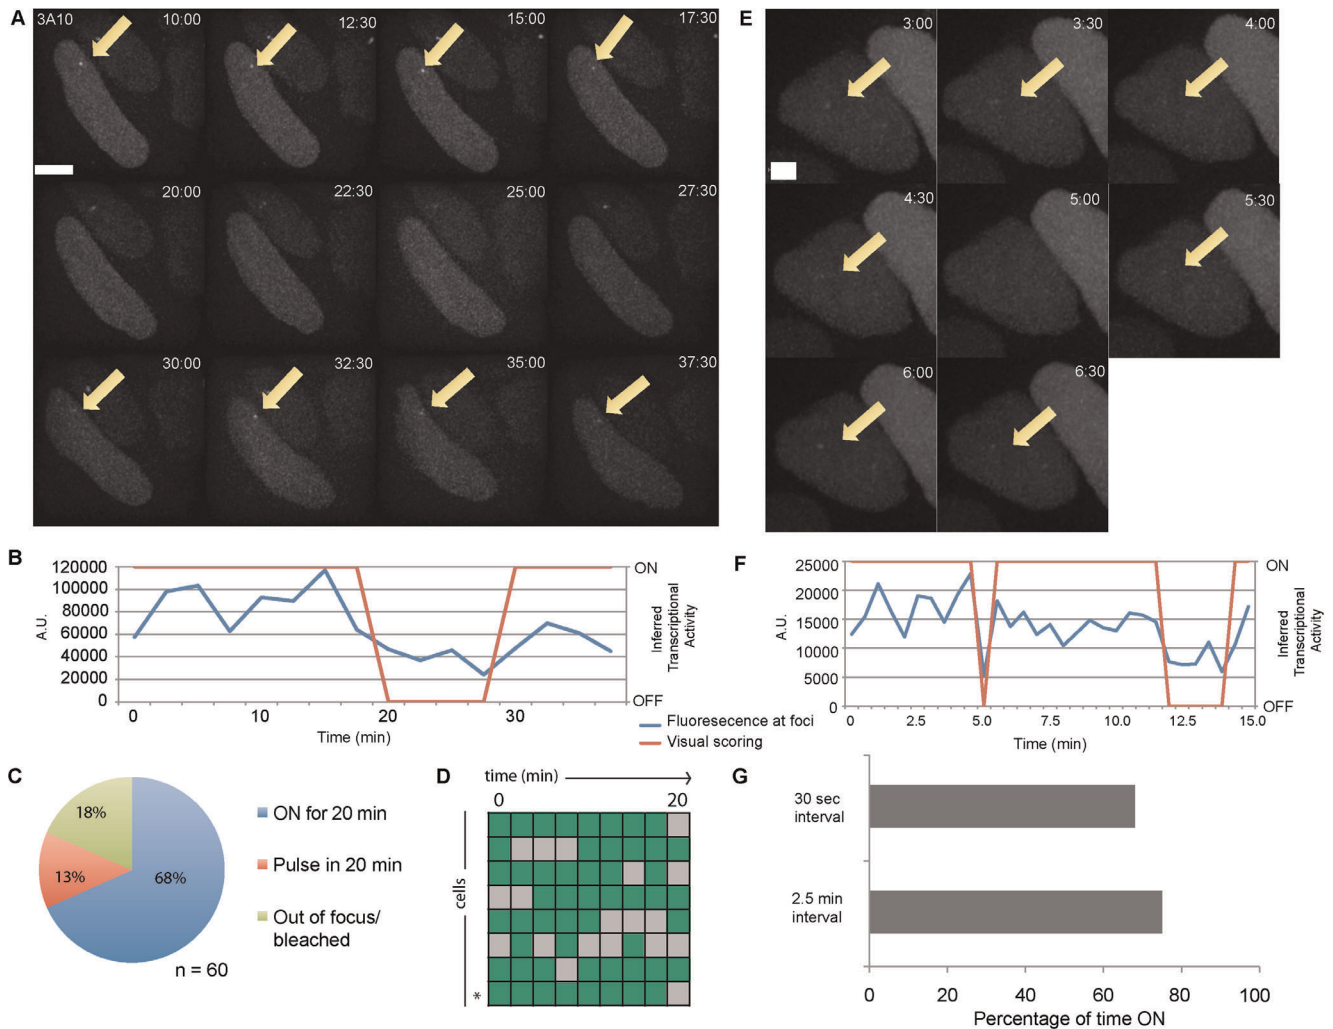 A
3A10 10:00
12:30
15:00
17:30
20:00
22:30
25:00
27:30
30:00
32:30
35:00
37:30
E
3:00
3:30
4:00
4:30
5:00
5:30
6:00
6:30
B
A.U.
120000
100000
80000
60000
40000
20000
0
ON
OFF
Inferred
Transcriptional
Activity
0 10 20 30
Time (min)
Fluoresecence at foci
Visual scoring
F
A.U.
25000
20000
15000
10000
5000
0
ON
OFF
Inferred
Transcriptional
Activity
0 2.5 5.0 7.5 10.0 12.5 15.0
Time (min)
C
18%
13%
68%
ON for 20 min
Pulse in 20 min
Out of focus/
bleached
n = 60
D
time (min)
0 20
cells
*
G
30 sec
interval
2.5 min
interval
0 20 40 60 80 100
Percentage of time ON